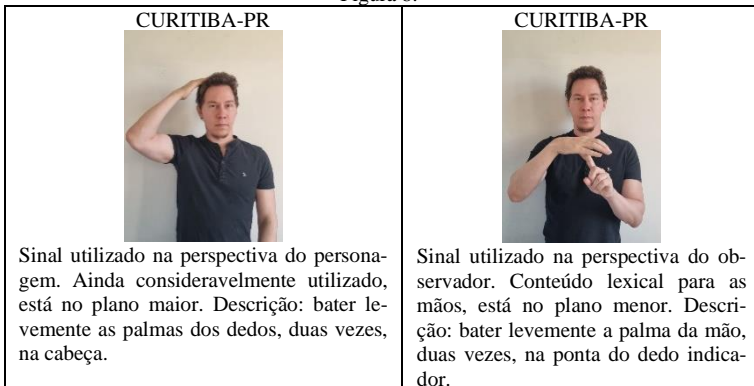 CURITIBA-PR
Sinal utilizado na perspectiva do persona-
gem. Ainda consideravelmente utilizado,
está no plano maior. Descrição: bater le-
vemente as palmas dos dedos, duas vezes,
na cabeça.
CURITIBA-PR
Sinal utilizado na perspectiva do ob-
servador. Conteúdo lexical para as
mãos, está no plano menor. Descri-
ção: bater levemente a palma da mão,
duas vezes, na ponta do dedo indica-
dor.